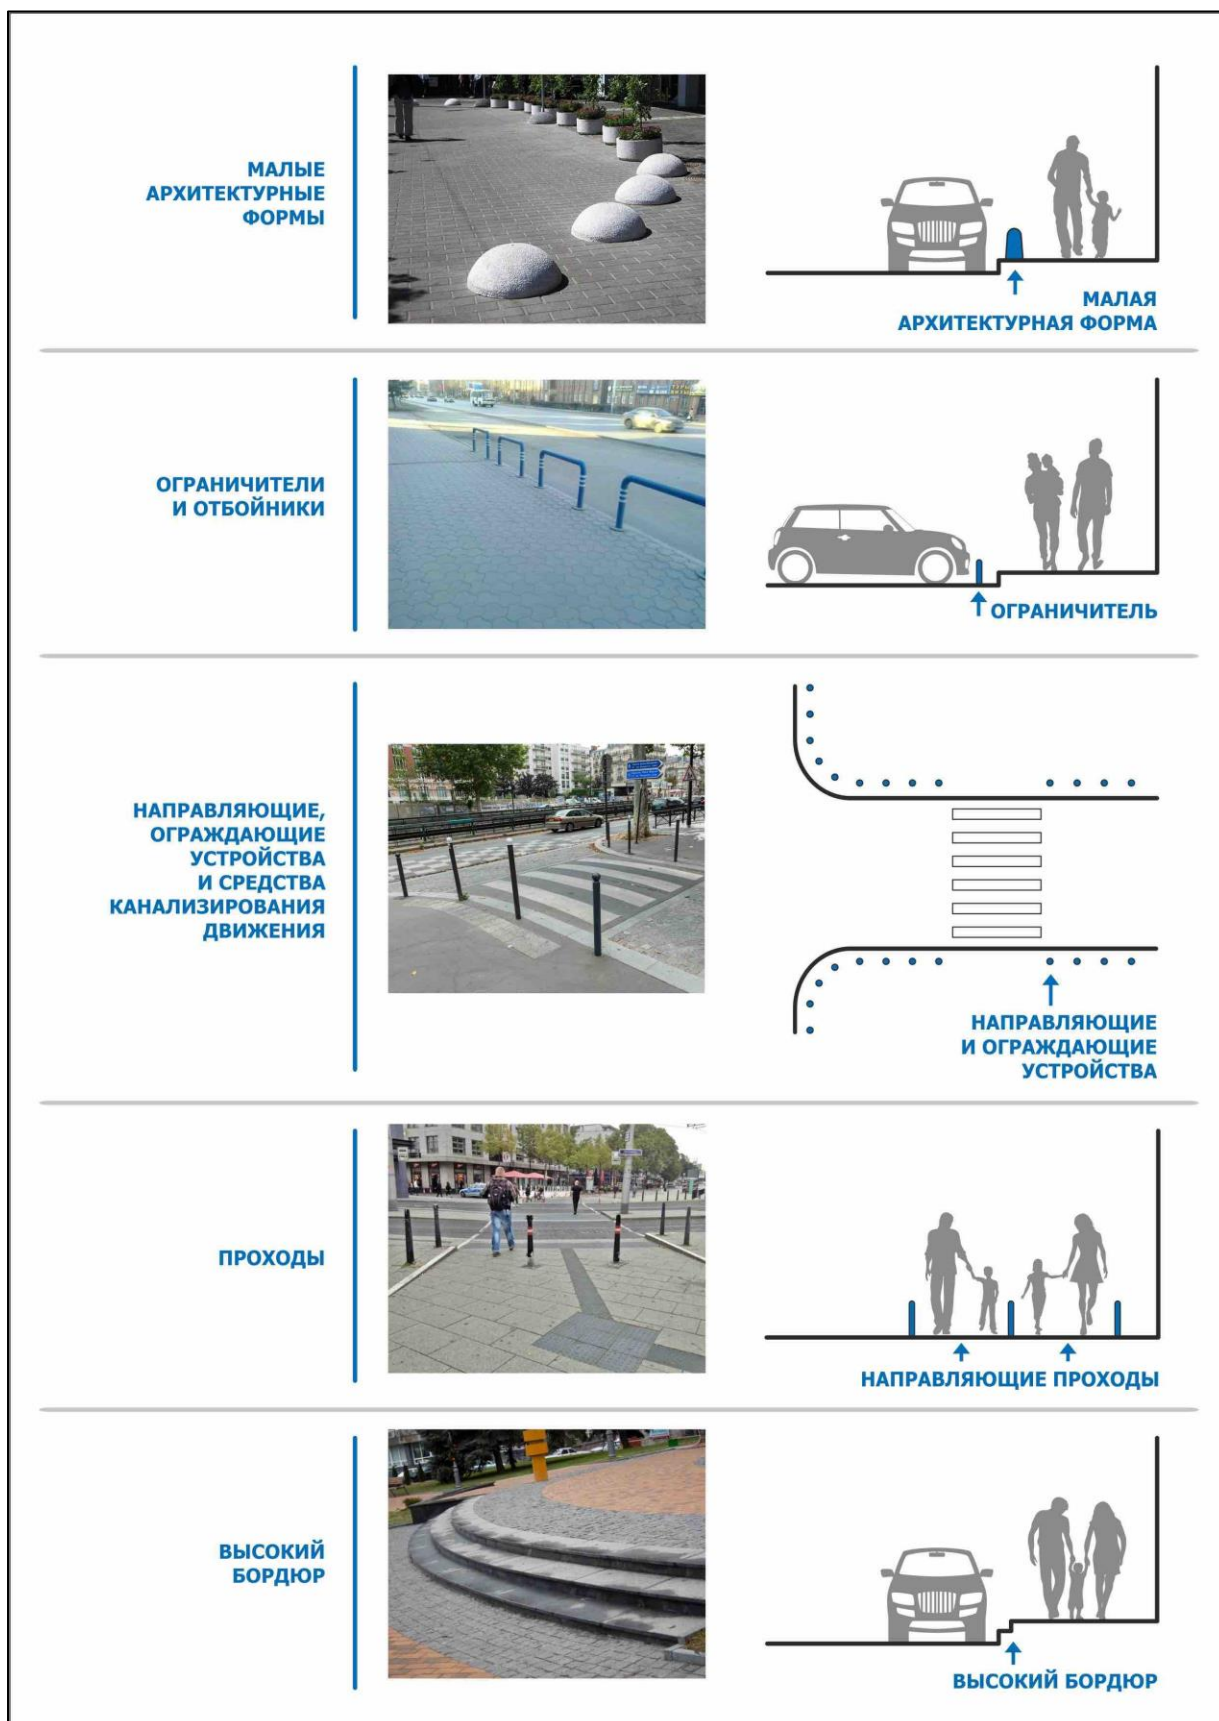 МАЛЫЕ
АРХИТЕКТУРНЫЕ
ФОРМЫ
МАЛАЯ
АРХИТЕКТУРНАЯ ФОРМА
ОГРАНИЧИТЕЛИ
И ОТБОЙНИКИ
ОГРАНИЧИТЕЛЬ
НАПРАВЛЯЮЩИЕ,
ОГРАЖДАЮЩИЕ
УСТРОЙСТВА
И СРЕДСТВА
КАНАЛИЗИРОВАНИЯ
ДВИЖЕНИЯ
НАПРАВЛЯЮЩИЕ
И ОГРАЖДАЮЩИЕ
УСТРОЙСТВА
ПРОХОДЫ
НАПРАВЛЯЮЩИЕ ПРОХОДЫ
ВЫСОКИЙ
БОРДЮР
ВЫСОКИЙ БОРДЮР